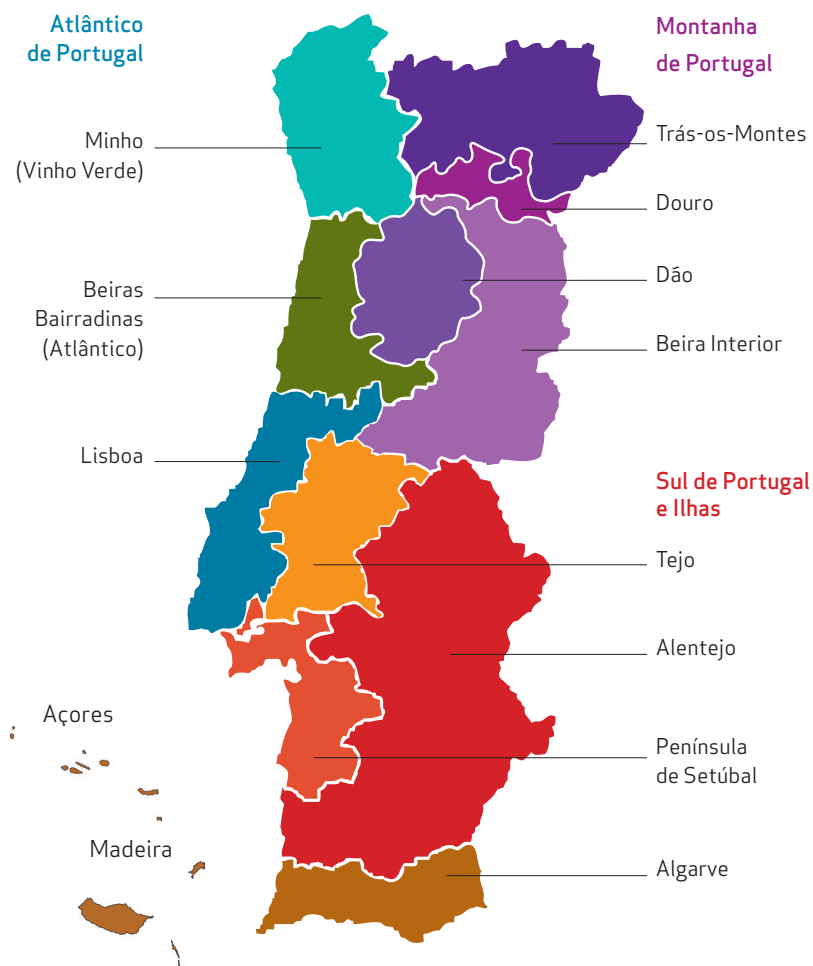 Atlântico
de Portugal
Minho
(Vinho Verde)
Beiras
Bairradinas
(Atlântico)
Lisboa
Montanha
de Portugal
Trás-os-Montes
Douro
Dão
Beira Interior
Sul de Portugal
e Ilhas
Tejo
Alentejo
Península
de Setúbal
Algarve
Açores
Madeira